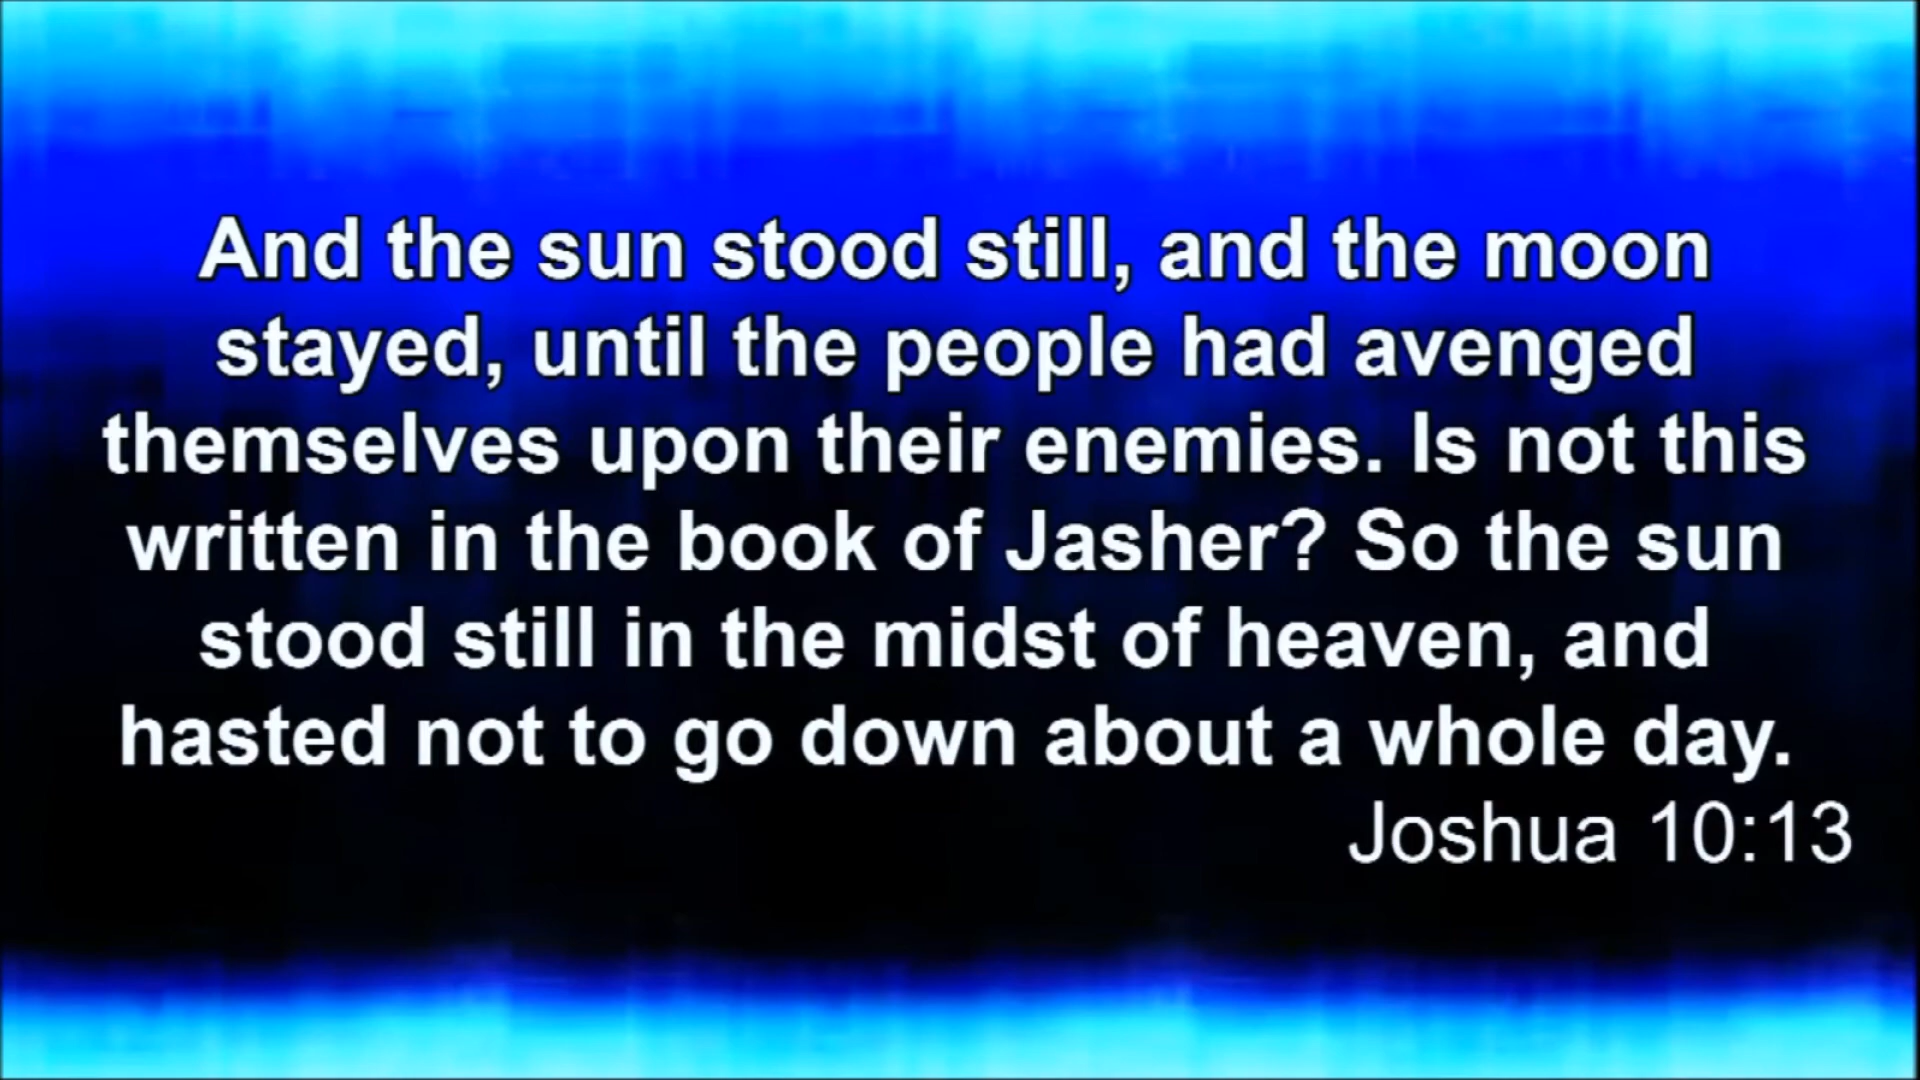 And the sun stood still, and the moon
stayed, until the people had avenged
themselves upon their enemies. Is not this
written in the book of Jasher? So the sun
stood still in the midst of heaven, and
hasted not to go down about a whole day.
Joshua 10:13